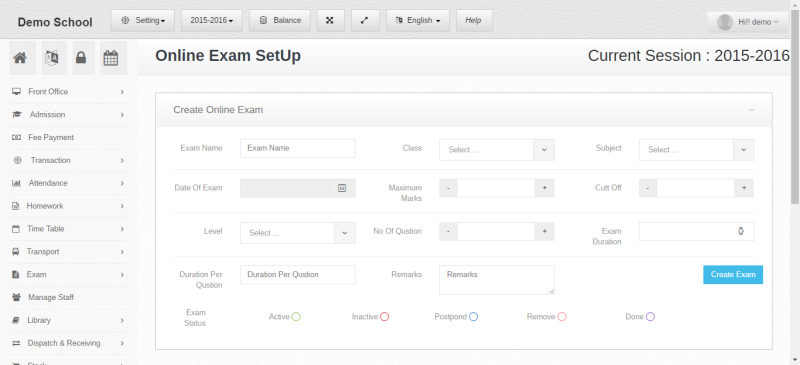 Demo School
Setting
2015-2016
Balance
English
Help
Hi!! demo
Online Exam SetUp
Current Session : 2015-2016
Front Office
Admission
Fee Payment
Transaction
Attendance
Homework
Time Table
Transport
Exam
Manage Staff
Library
Dispatch & Receiving
Create Online Exam
Exam Name
Exam Name
Class
Select ...
Subject
Select ...
Date Of Exam
Maximum
Marks
-
+
Cutt Off
-
+
Level
Select ...
No Of Qustion
-
+
Exam
Duration
Duration Per
Qustion
Duration Per Qustion
Remarks
Remarks
Create Exam
Exam
Status
Active
Inactive
Postpond
Remove
Done